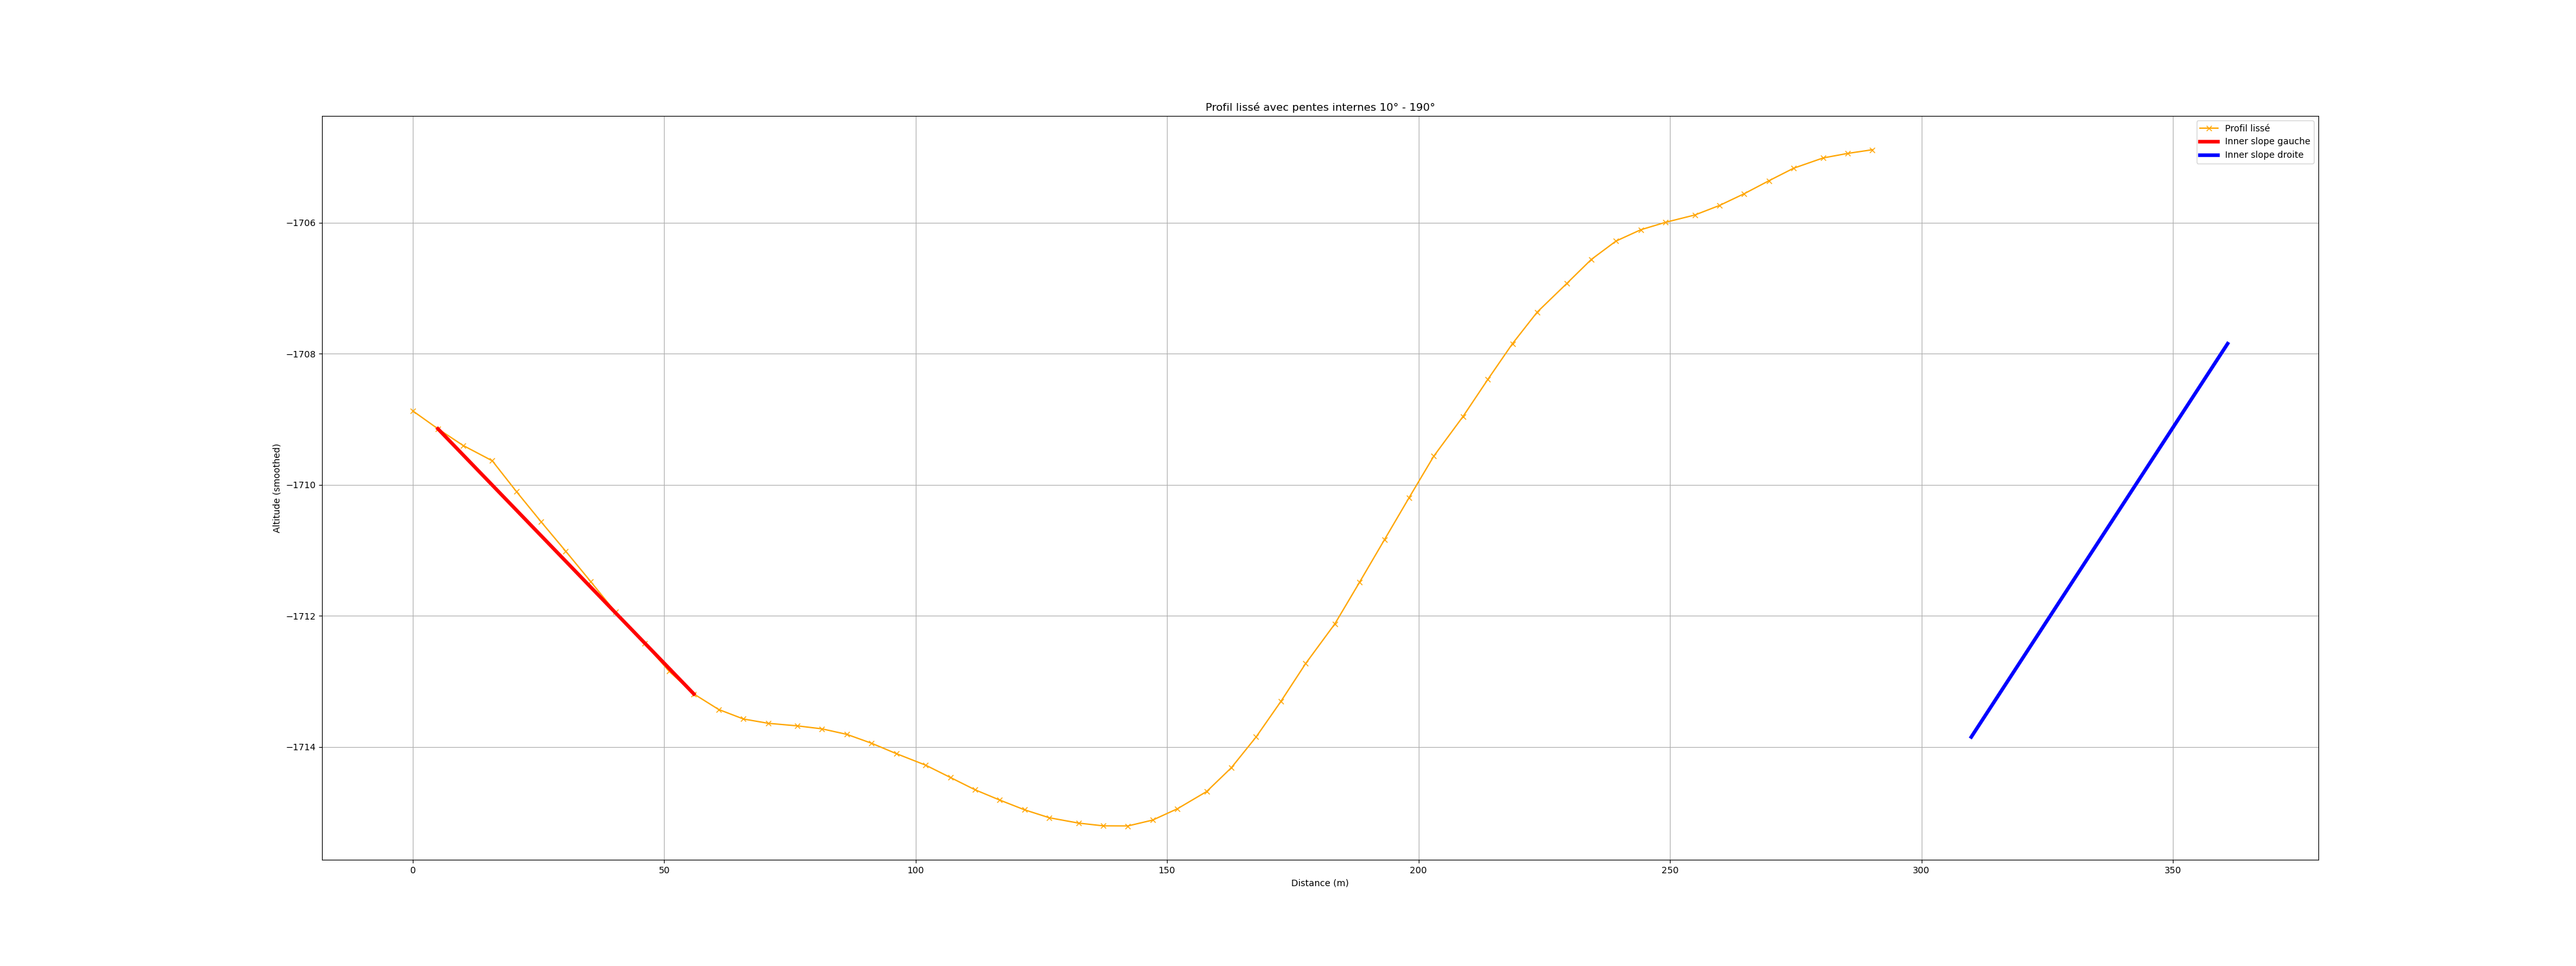 Profil lissé avec pentes internes 10° - 190°
Profil lissé
Inner slope gauche
Inner slope droite
Altitude (smoothed)
−1706
−1708
−1710
−1712
−1714
0
50
100
150
200
250
300
350
Distance (m)